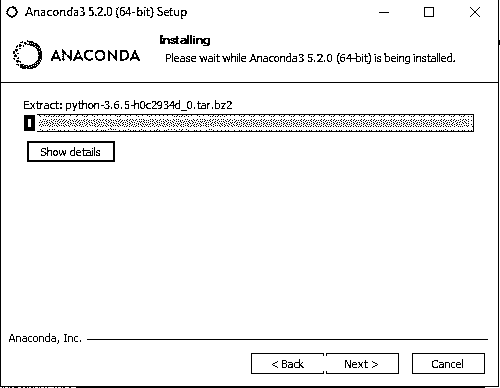 Anaconda3 5.2.0 (64-bit) Setup
ANACONDA
Installing
Please wait while Anaconda3 5.2.0 (64-bit) is being installed.
Extract: python-3.6.5-h0c2934d_0.tar.bz2
Show details
Anaconda, Inc.
< Back
Next >
Cancel